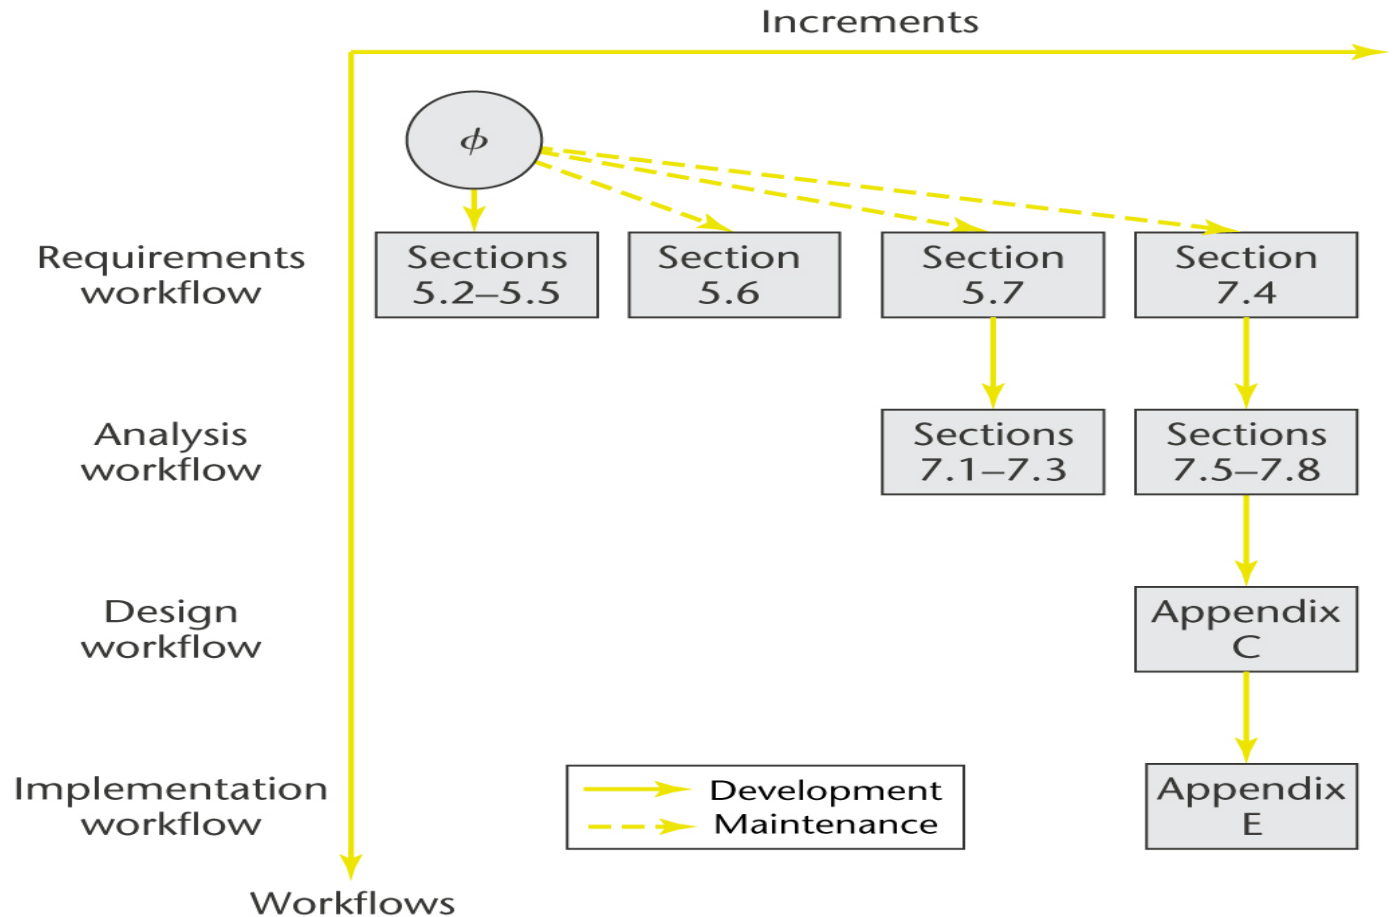 Increments
ϕ
Requirements
workflow
Sections
5.2–5.5
Section
5.6
Section
5.7
Section
7.4
Analysis
workflow
Sections
7.1–7.3
Sections
7.5–7.8
Design
workflow
Appendix
C
Implementation
workflow
Development
Maintenance
Appendix
E
Workflows